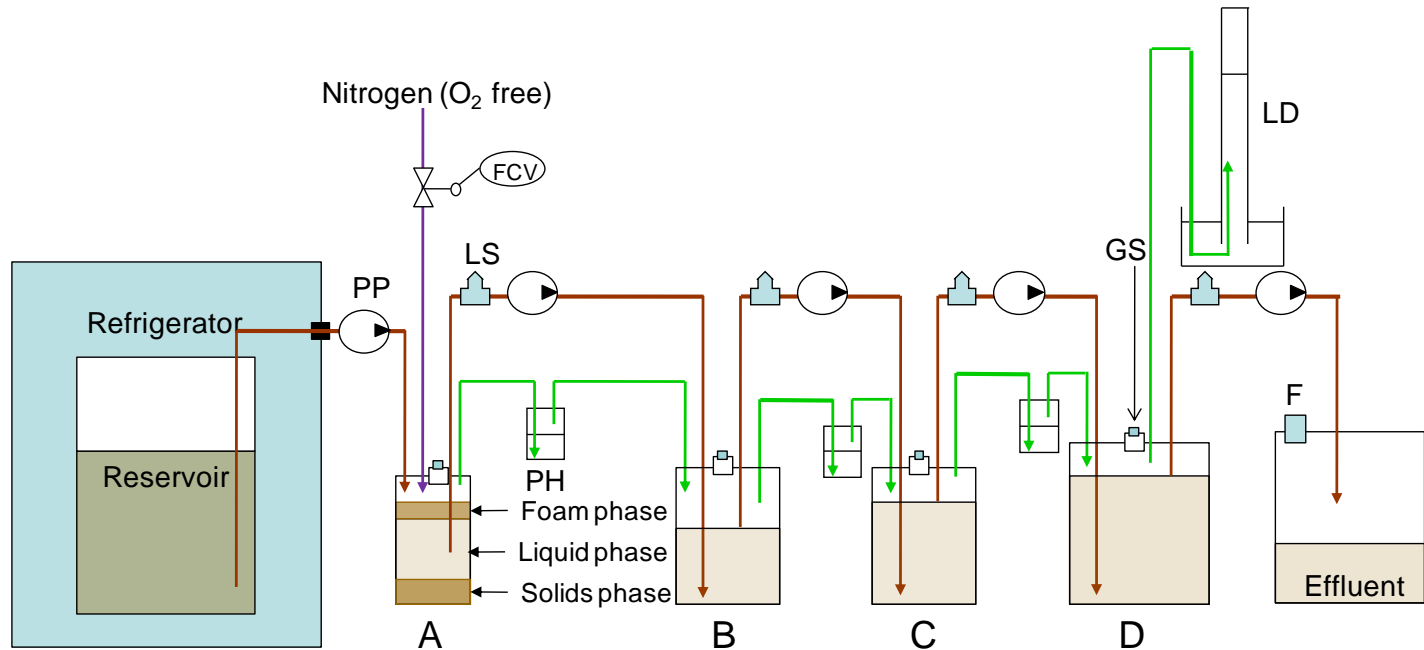 Nitrogen (O₂ free)
FCV
LD
LS
GS
PP
Refrigerator
F
Reservoir
PH
Foam phase
Liquid phase
Solids phase
Effluent
A
B
C
D